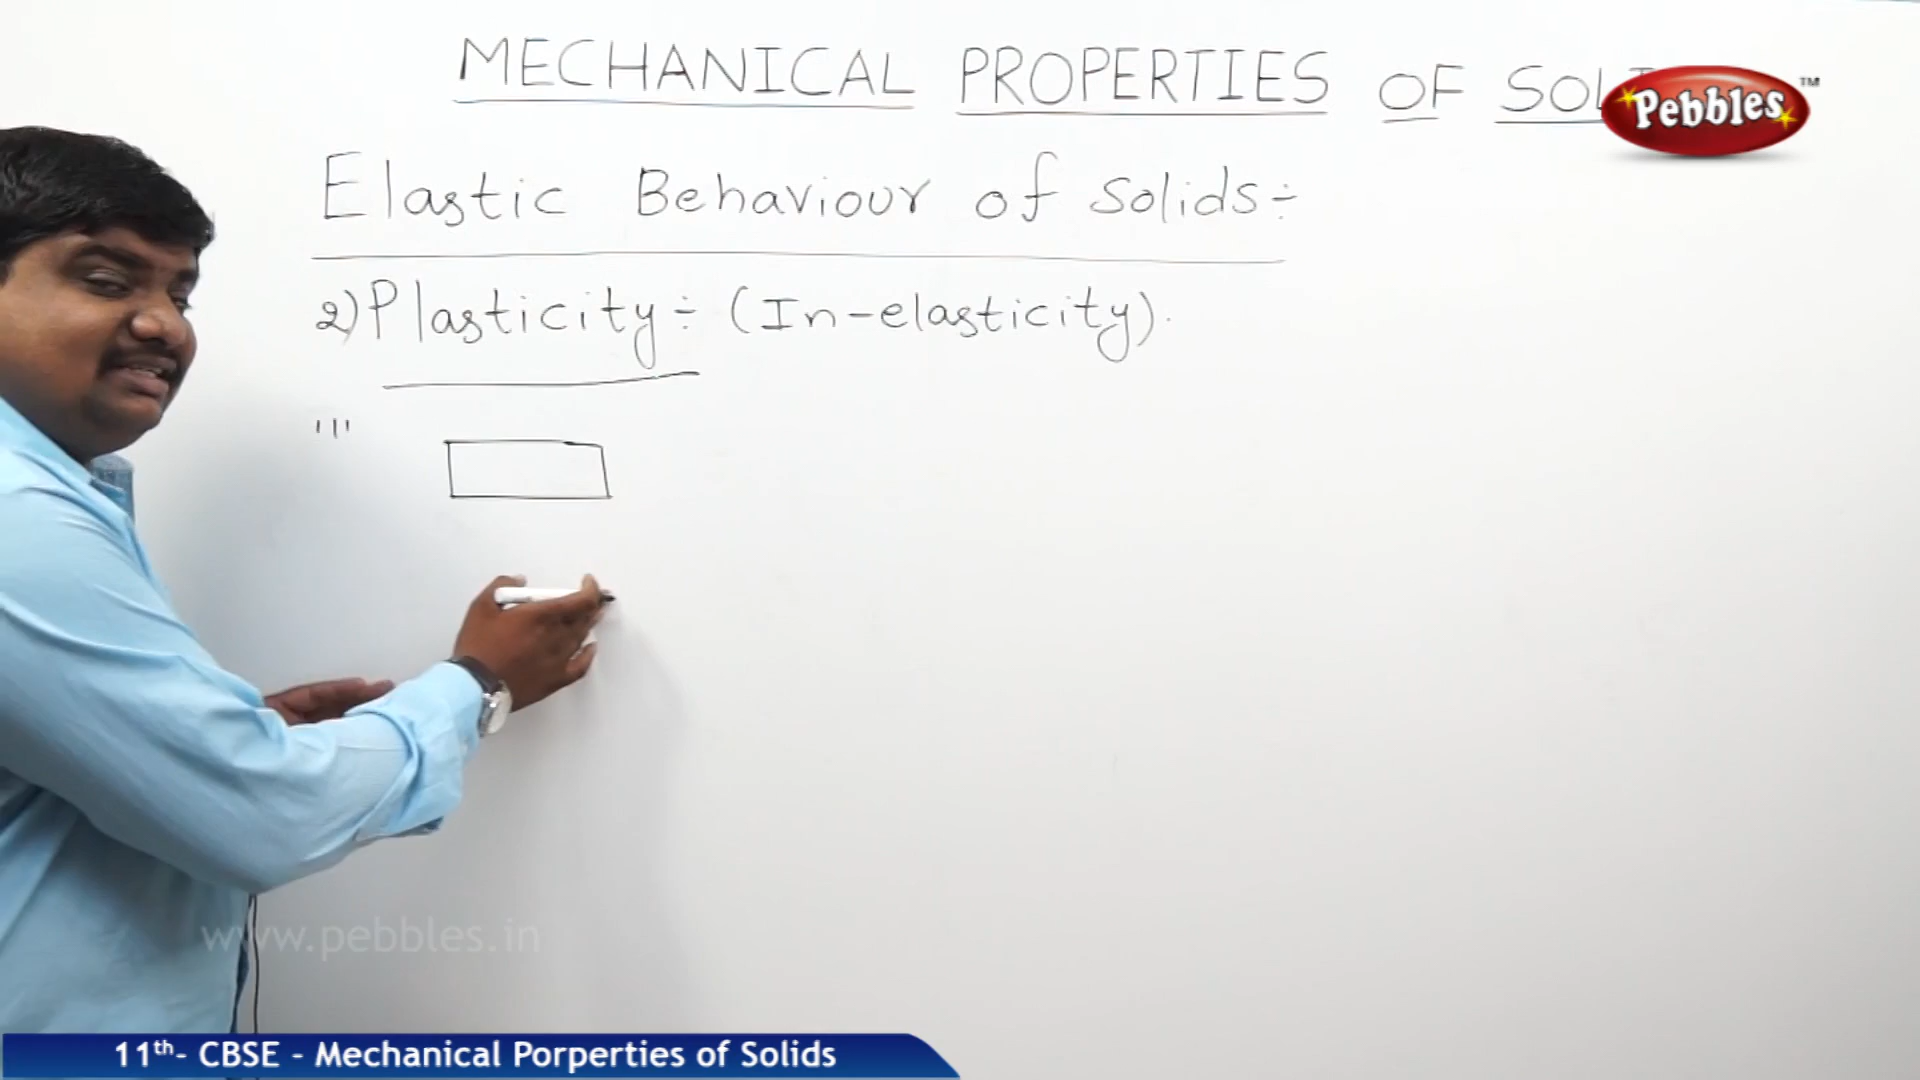 MECHANICAL PROPERTIES OF SOL
Pebbles™
Elastic Behaviour of Solids÷
2) Plasticity÷ (In-elasticity).
www.pebbles.in
11th- CBSE - Mechanical Porperties of Solids